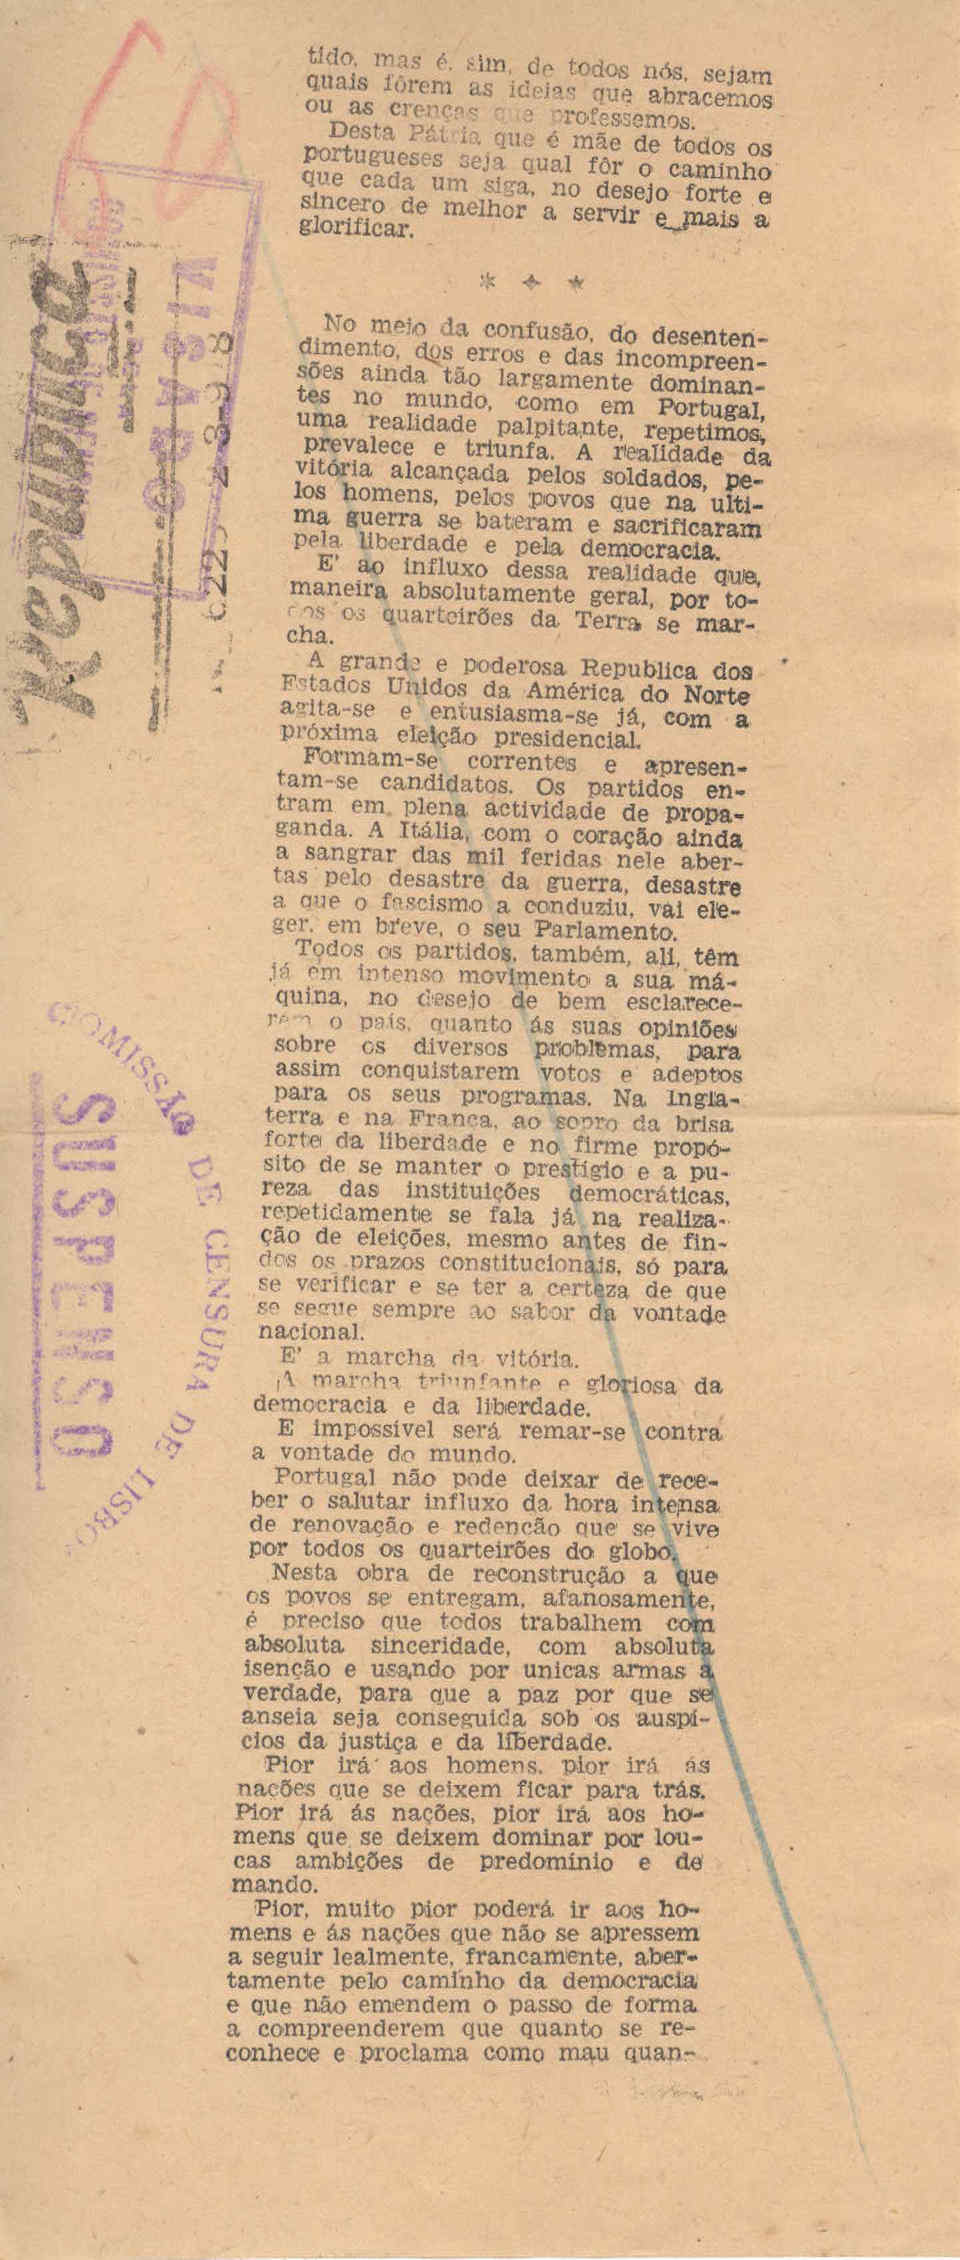 tido, mas é, sim, de todos nós, sejam
quais fôrem as ideias que abracemos
ou as crenças que professemos.
Desta Pátria que é mãe de todos os
portugueses seja qual fôr o caminho
que cada um siga, no desejo forte e
sincero de melhor a servir e mais a
glorificar.
* * *
No meio da confusão, do desenten-
dimento, dos erros e das incompreen-
sões ainda tão largamente dominan-
tes no mundo, como em Portugal,
uma realidade palpitante, repetimos,
prevalece e triunfa. A realidade da
vitória alcançada pelos soldados, pe-
los homens, pelos povos que na ulti-
ma guerra se bateram e sacrificaram
pela liberdade e pela democracia.
E' ao influxo dessa realidade que,
maneira absolutamente geral, por to-
dos os quarteirões da Terra se mar-
cha.
A grande e poderosa Republica dos
Estados Unidos da América do Norte
agita-se e entusiasma-se já, com a
próxima eleição presidencial.
Formam-se correntes e apresen-
tam-se candidatos. Os partidos en-
tram em plena actividade de propa-
ganda. A Itália, com o coração ainda
a sangrar das mil feridas nele aber-
tas pelo desastre da guerra, desastre
a que o fascismo a conduziu, vai ele-
ger, em breve, o seu Parlamento.
Todos os partidos, também, ali, têm
já em intenso movimento a sua má-
quina, no desejo de bem esclarece-
rem o país, quanto ás suas opiniões
sobre os diversos problemas, para
assim conquistarem votos e adeptos
para os seus programas. Na Ingla-
terra e na França, ao sopro da brisa
forte da liberdade e no firme propó-
sito de se manter o prestígio e a pu-
reza das instituições democráticas,
repetidamente se fala já na realiza-
ção de eleições, mesmo antes de fin-
dos os prazos constitucionais, só para
se verificar e se ter a certeza de que
se segue sempre ao sabor da vontade
nacional.
E' a marcha da vitória.
A marcha triunfante e gloriosa da
democracia e da liberdade.
E impossível será remar-se contra
a vontade do mundo.
Portugal não pode deixar de rece-
ber o salutar influxo da hora intensa
de renovação e redenção que se vive
por todos os quarteirões do globo.
Nesta obra de reconstrução a que
os povos se entregam, afanosamente,
é preciso que todos trabalhem com
absoluta sinceridade, com absoluta
isenção e usando por unicas armas a
verdade, para que a paz por que se
anseia seja conseguida sob os auspí-
cios da justiça e da liberdade.
Pior irá aos homens, pior irá ás
nações que se deixem ficar para trás.
Pior irá ás nações, pior irá aos ho-
mens que se deixem dominar por lou-
cas ambições de predomínio e de
mando.
Pior, muito pior poderá ir aos ho-
mens e ás nações que não se apressem
a seguir lealmente, francamente, aber-
tamente pelo caminho da democracia
e que não emendem o passo de forma
a compreenderem que quanto se re-
conhece e proclama como mau quan-
Republica
VISADO
COMISSÃO DE CENSURA DE LISBOA
SUSPENSO